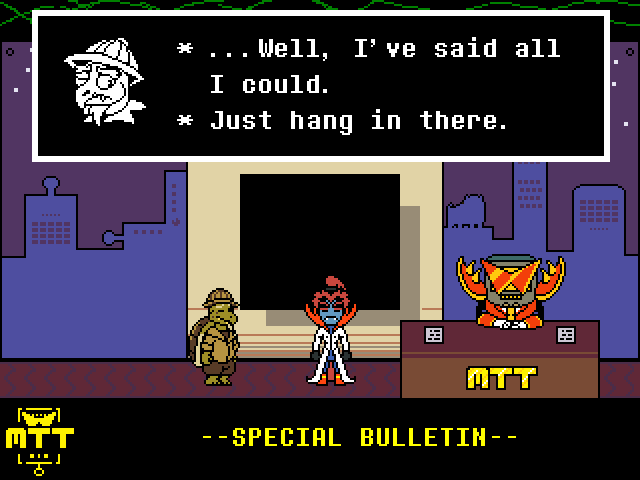 * ...Well, I've said all
I could.
* Just hang in there.
MTT
MTT
--SPECIAL BULLETIN--